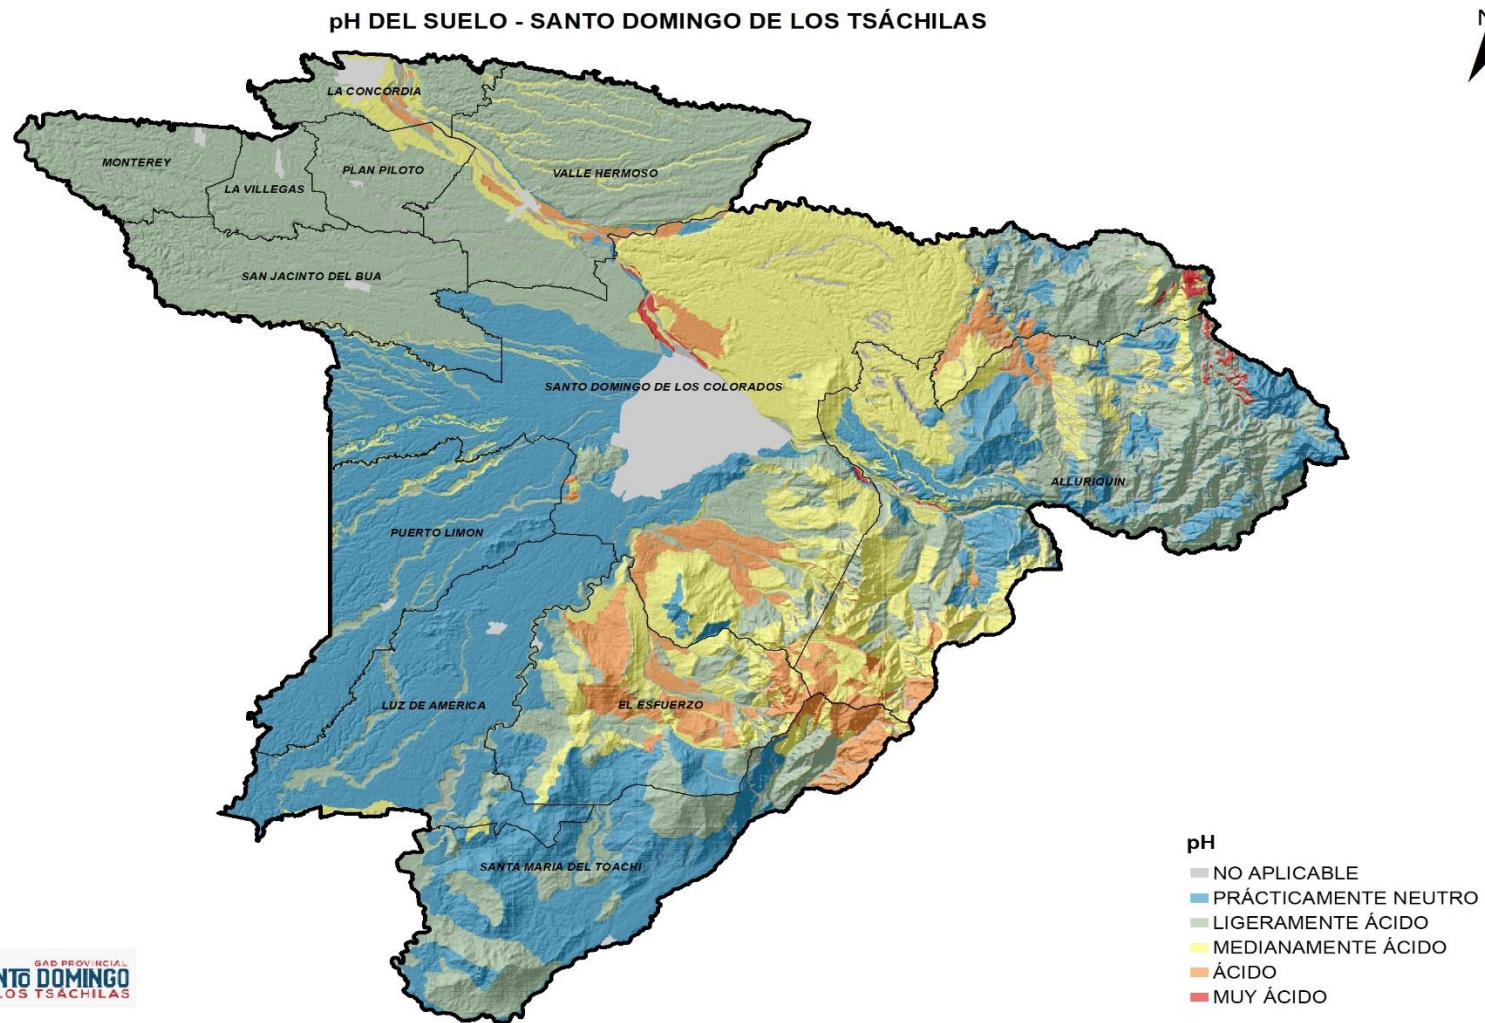 pH DEL SUELO - SANTO DOMINGO DE LOS TSÁCHILAS
N
LA CONCORDIA
MONTEREY
LA VILLEGAS
PLAN PILOTO
VALLE HERMOSO
SAN JACINTO DEL BUA
SANTO DOMINGO DE LOS COLORADOS
ALLURIQUIN
PUERTO LIMON
LUZ DE AMERICA
EL ESFUERZO
SANTA MARIA DEL TOACHI
pH
NO APLICABLE
PRÁCTICAMENTE NEUTRO
LIGERAMENTE ÁCIDO
MEDIANAMENTE ÁCIDO
ÁCIDO
MUY ÁCIDO
GAD PROVINCIAL
NTO DOMINGO
LOS TSÁCHILAS